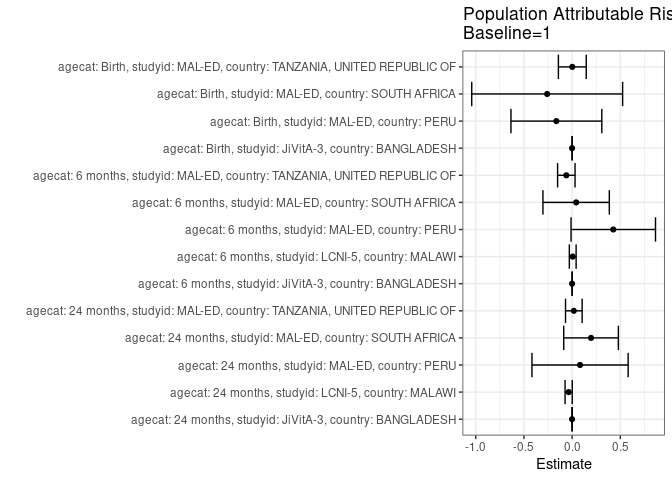 Population Attributable Ris
Baseline=1
agecat: Birth, studyid: MAL-ED, country: TANZANIA, UNITED REPUBLIC OF
agecat: Birth, studyid: MAL-ED, country: SOUTH AFRICA
agecat: Birth, studyid: MAL-ED, country: PERU
agecat: Birth, studyid: JiVitA-3, country: BANGLADESH
agecat: 6 months, studyid: MAL-ED, country: TANZANIA, UNITED REPUBLIC OF
agecat: 6 months, studyid: MAL-ED, country: SOUTH AFRICA
agecat: 6 months, studyid: MAL-ED, country: PERU
agecat: 6 months, studyid: LCNI-5, country: MALAWI
agecat: 6 months, studyid: JiVitA-3, country: BANGLADESH
agecat: 24 months, studyid: MAL-ED, country: TANZANIA, UNITED REPUBLIC OF
agecat: 24 months, studyid: MAL-ED, country: SOUTH AFRICA
agecat: 24 months, studyid: MAL-ED, country: PERU
agecat: 24 months, studyid: LCNI-5, country: MALAWI
agecat: 24 months, studyid: JiVitA-3, country: BANGLADESH
-1.0 -0.5 0.0 0.5
Estimate